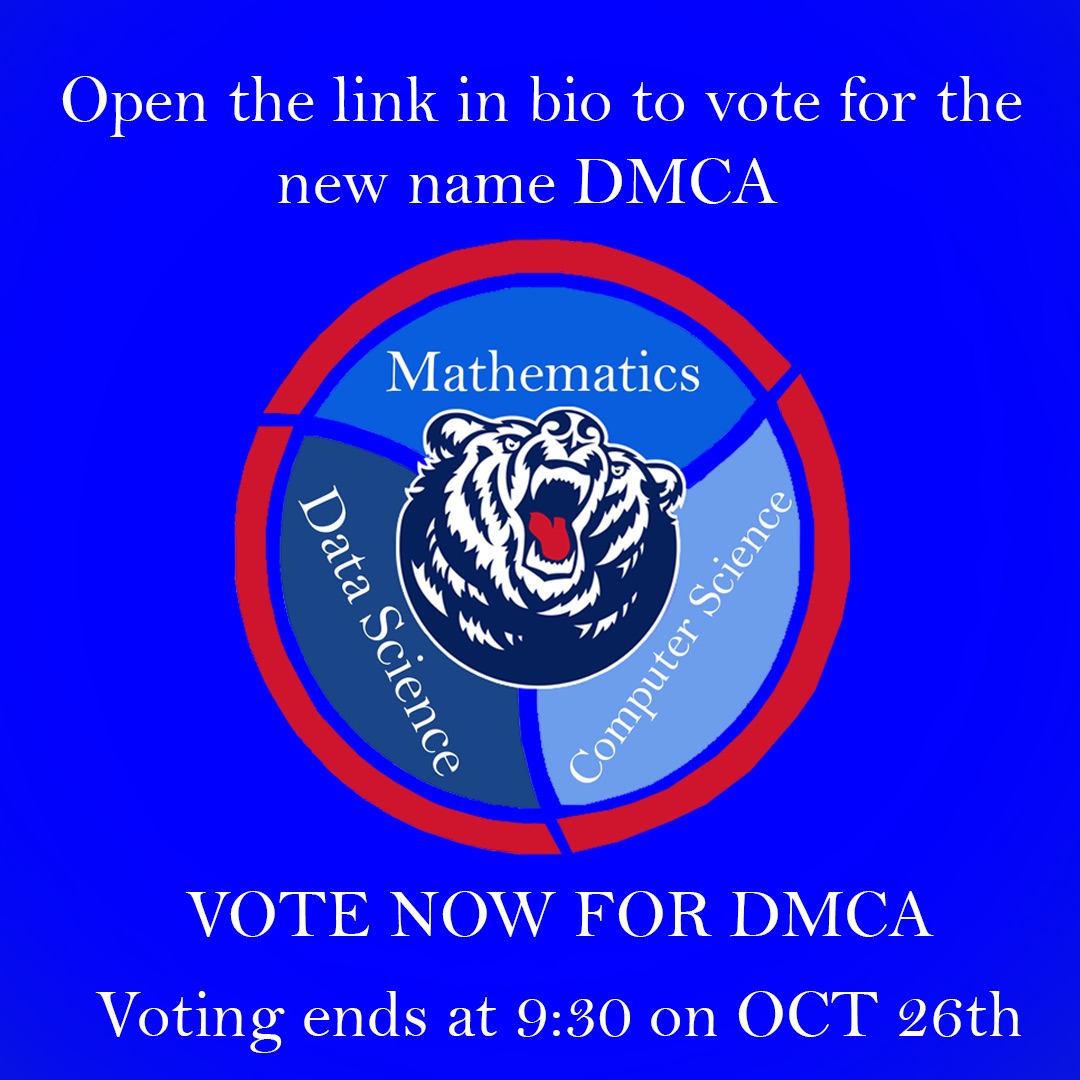 Open the link in bio to vote for the
new name DMCA
Mathematics
Data Science
Computer Science
VOTE NOW FOR DMCA
Voting ends at 9:30 on OCT 26th